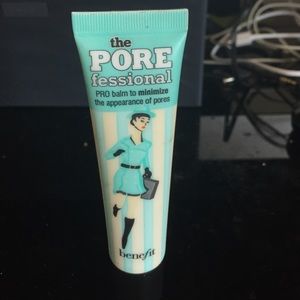 the
PORE
fessional
PRO balm to minimize
the appearance of pores
benefit